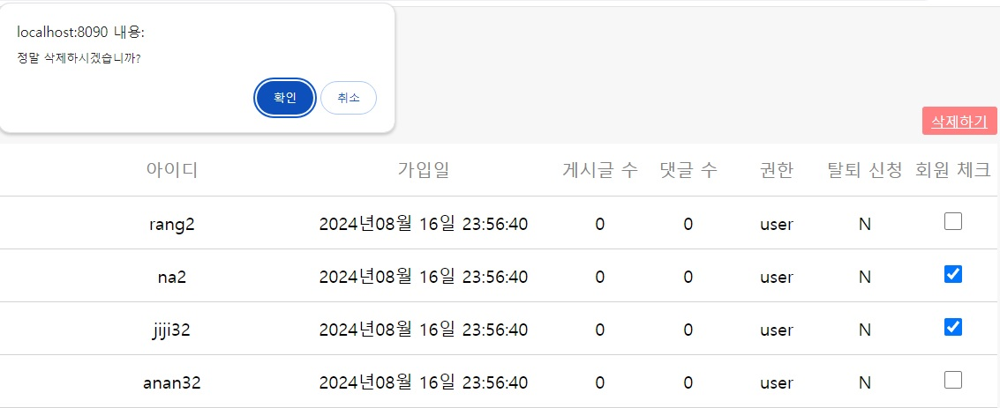 localhost:8090 내용:
정말 삭제하시겠습니까?
확인 취소
삭제하기
아이디 가입일 게시글 수 댓글 수 권한 탈퇴 신청 회원 체크
rang2 2024년08월 16일 23:56:40 0 0 user N
na2 2024년08월 16일 23:56:40 0 0 user N
jiji32 2024년08월 16일 23:56:40 0 0 user N
anan32 2024년08월 16일 23:56:40 0 0 user N